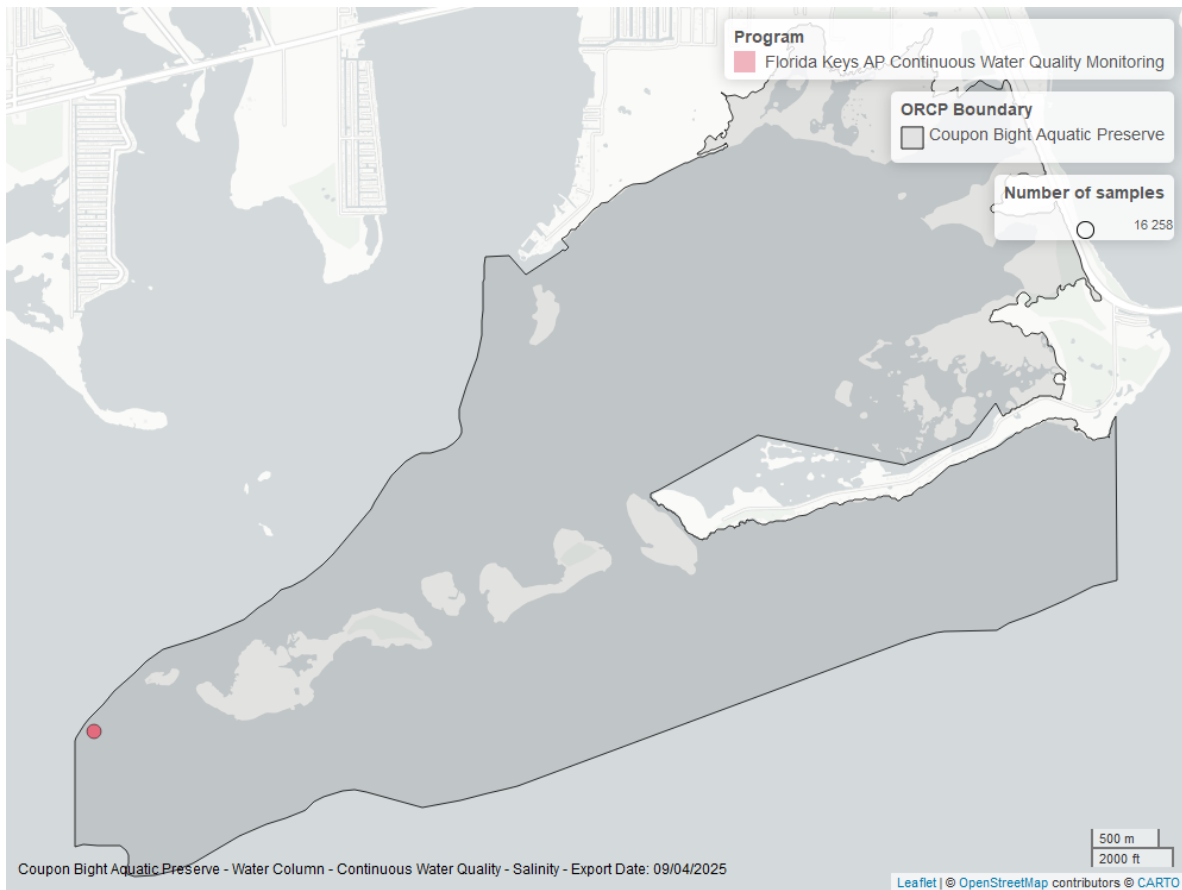 Program
Florida Keys AP Continuous Water Quality Monitoring
ORCP Boundary
Coupon Bight Aquatic Preserve
Number of samples
16 258
500 m
2000 ft
Coupon Bight Aquatic Preserve - Water Column - Continuous Water Quality - Salinity - Export Date: 09/04/2025
Leaflet | © OpenStreetMap contributors © CARTO